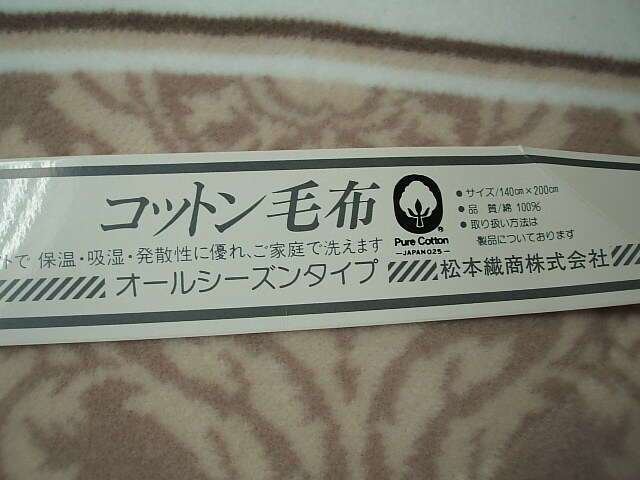 コットン毛布
トで 保温・吸湿・発散性に優れ、ご家庭で洗えます
オールシーズンタイプ
®
Pure Cotton
JAPAN 025
●サイズ/140cm×200cm
●品 質/綿 100%
●取り扱い方法は
製品についております
松本繊商株式会社